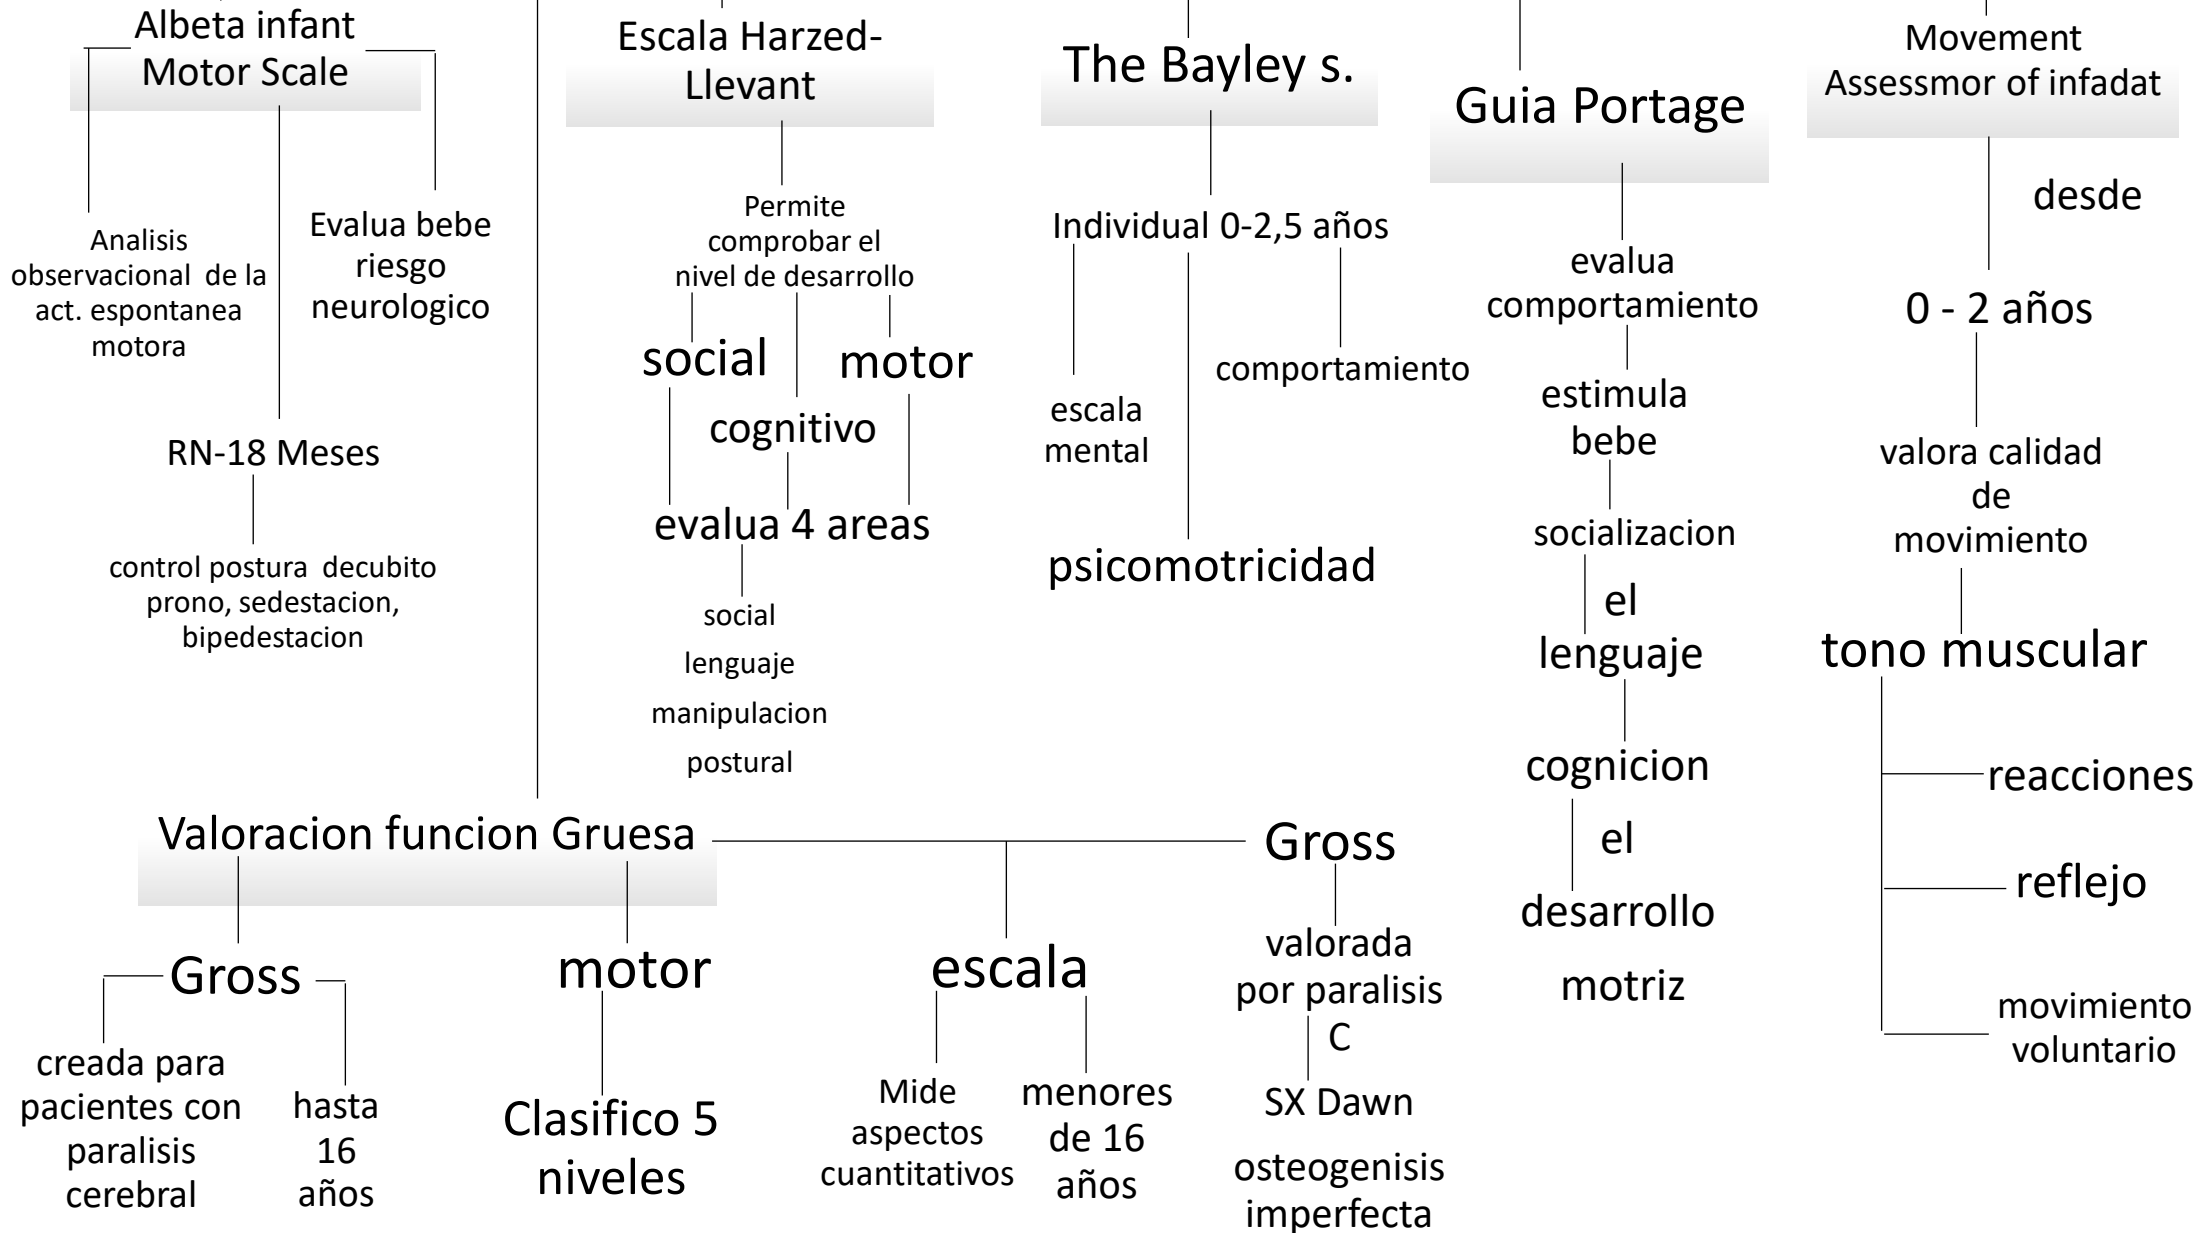 Albeta infant
Motor Scale
Analisis
observacional de la
act. espontanea
motora
Evalua bebe
riesgo
neurologico
RN-18 Meses
control postura decubito
prono, sedestacion,
bipedestacion
Escala Harzed-
Llevant
Permite
comprobar el
nivel de desarrollo
social
motor
cognitivo
evalua 4 areas
social
lenguaje
manipulacion
postural
The Bayley s.
Individual 0-2,5 años
escala
mental
psicomotricidad
comportamiento
Guia Portage
evalua
comportamiento
estimula
bebe
socializacion
el
lenguaje
cognicion
el
desarrollo
motriz
Movement
Assessmor of infadat
desde
0 - 2 años
valora calidad
de
movimiento
tono muscular
reacciones
reflejo
movimiento
voluntario
Valoracion funcion Gruesa
Gross
creada para
pacientes con
paralisis
cerebral
hasta
16
años
motor
Clasifico 5
niveles
escala
Mide
aspectos
cuantitativos
menores
de 16
años
Gross
valorada
por paralisis
C
SX Dawn
osteogenisis
imperfecta